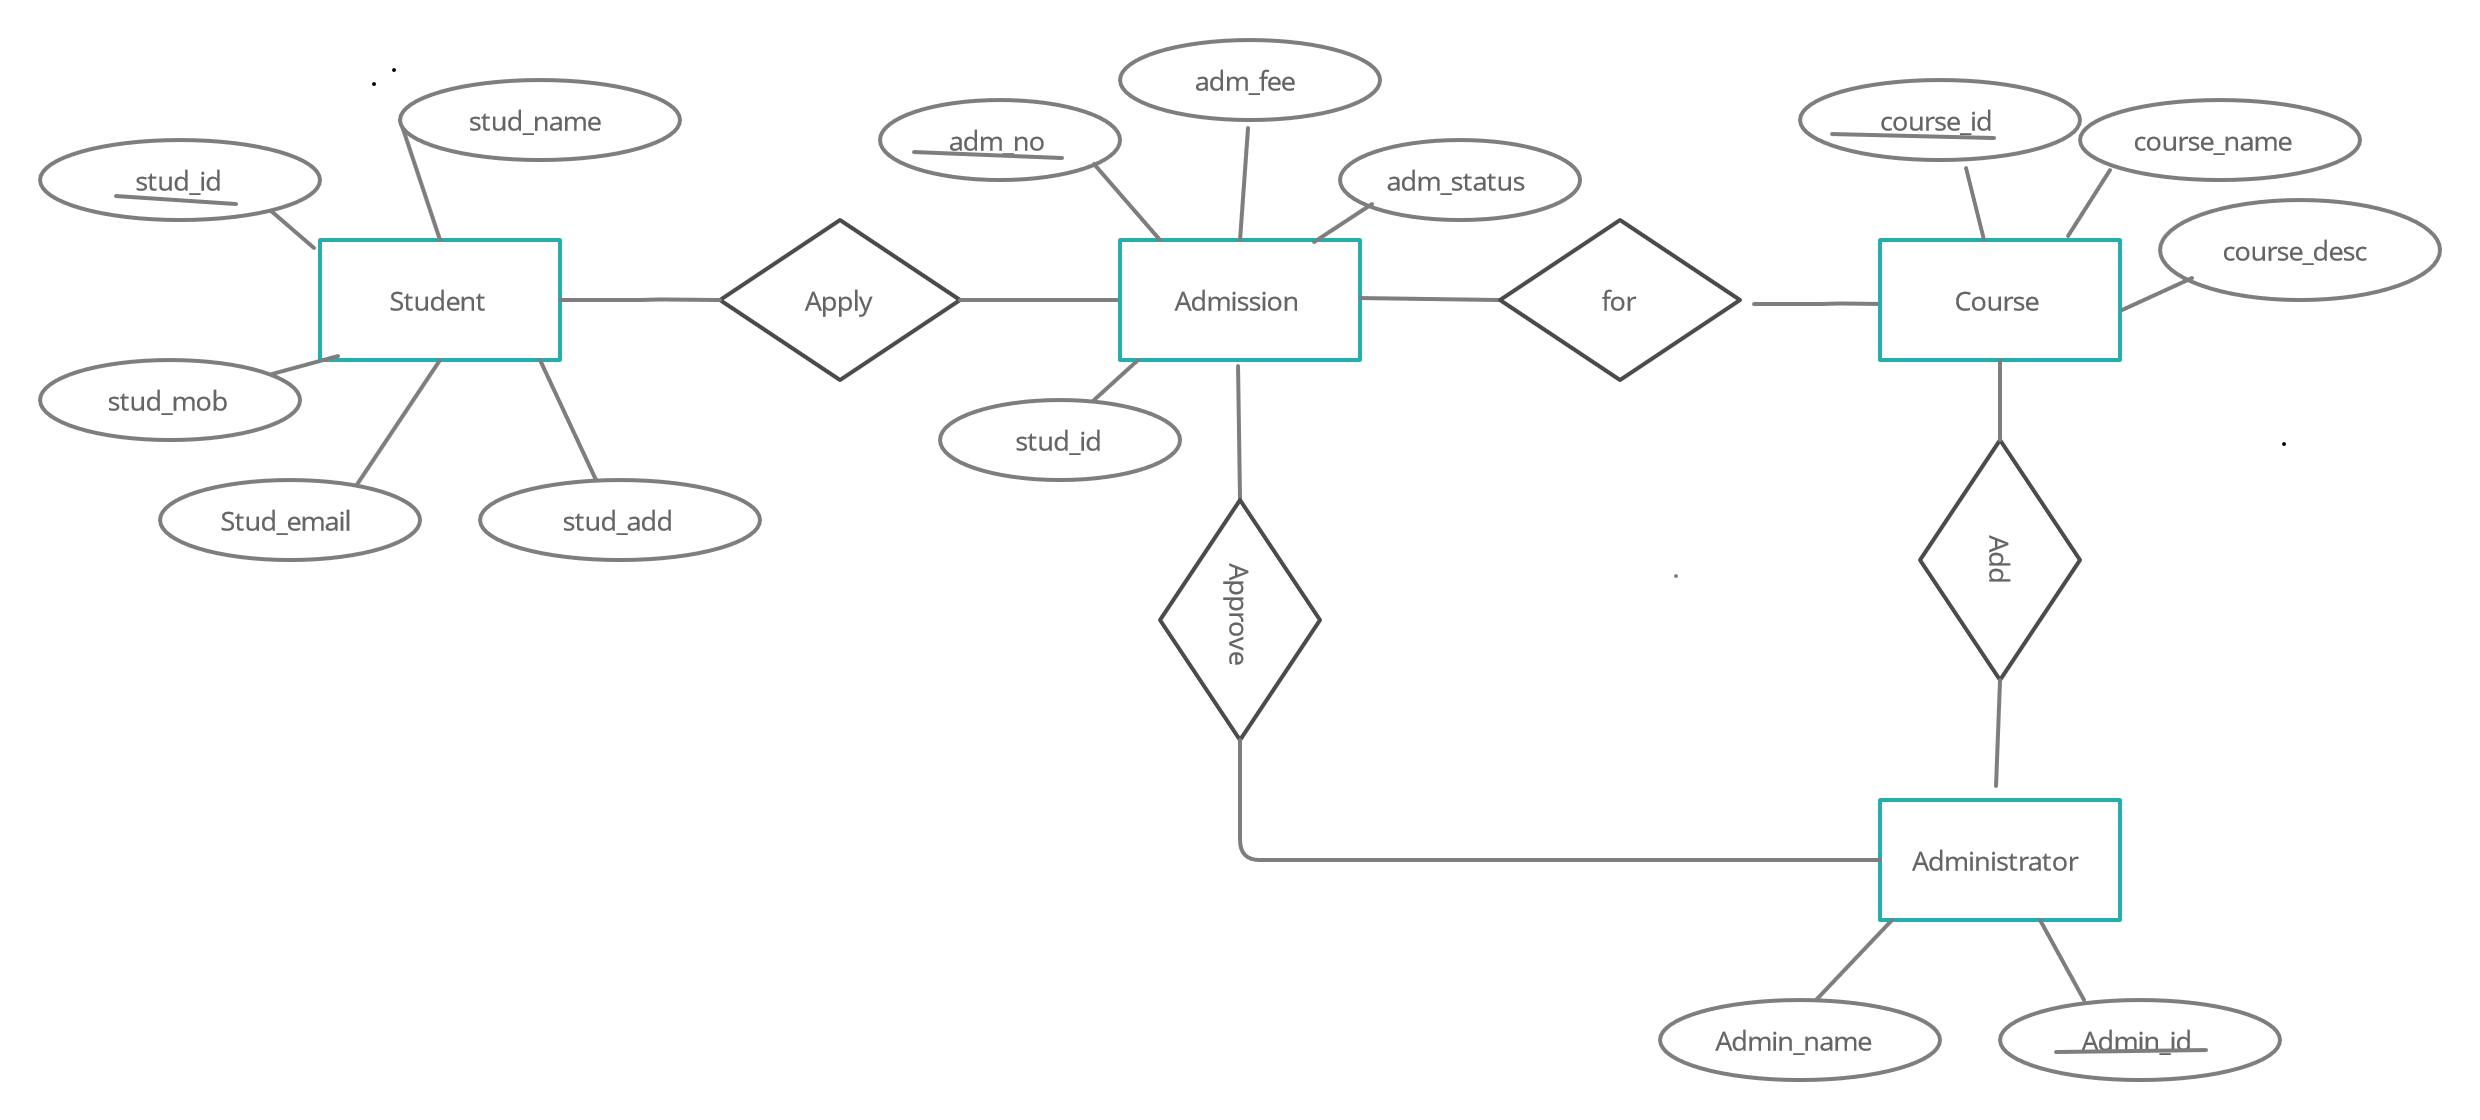 adm_fee
stud_name
course_id
adm_no
course_name
stud_id
adm_status
course_desc
Student
Apply
Admission
for
Course
stud_mob
stud_id
Stud_email
stud_add
Add
Approve
Administrator
Admin_name
Admin_id